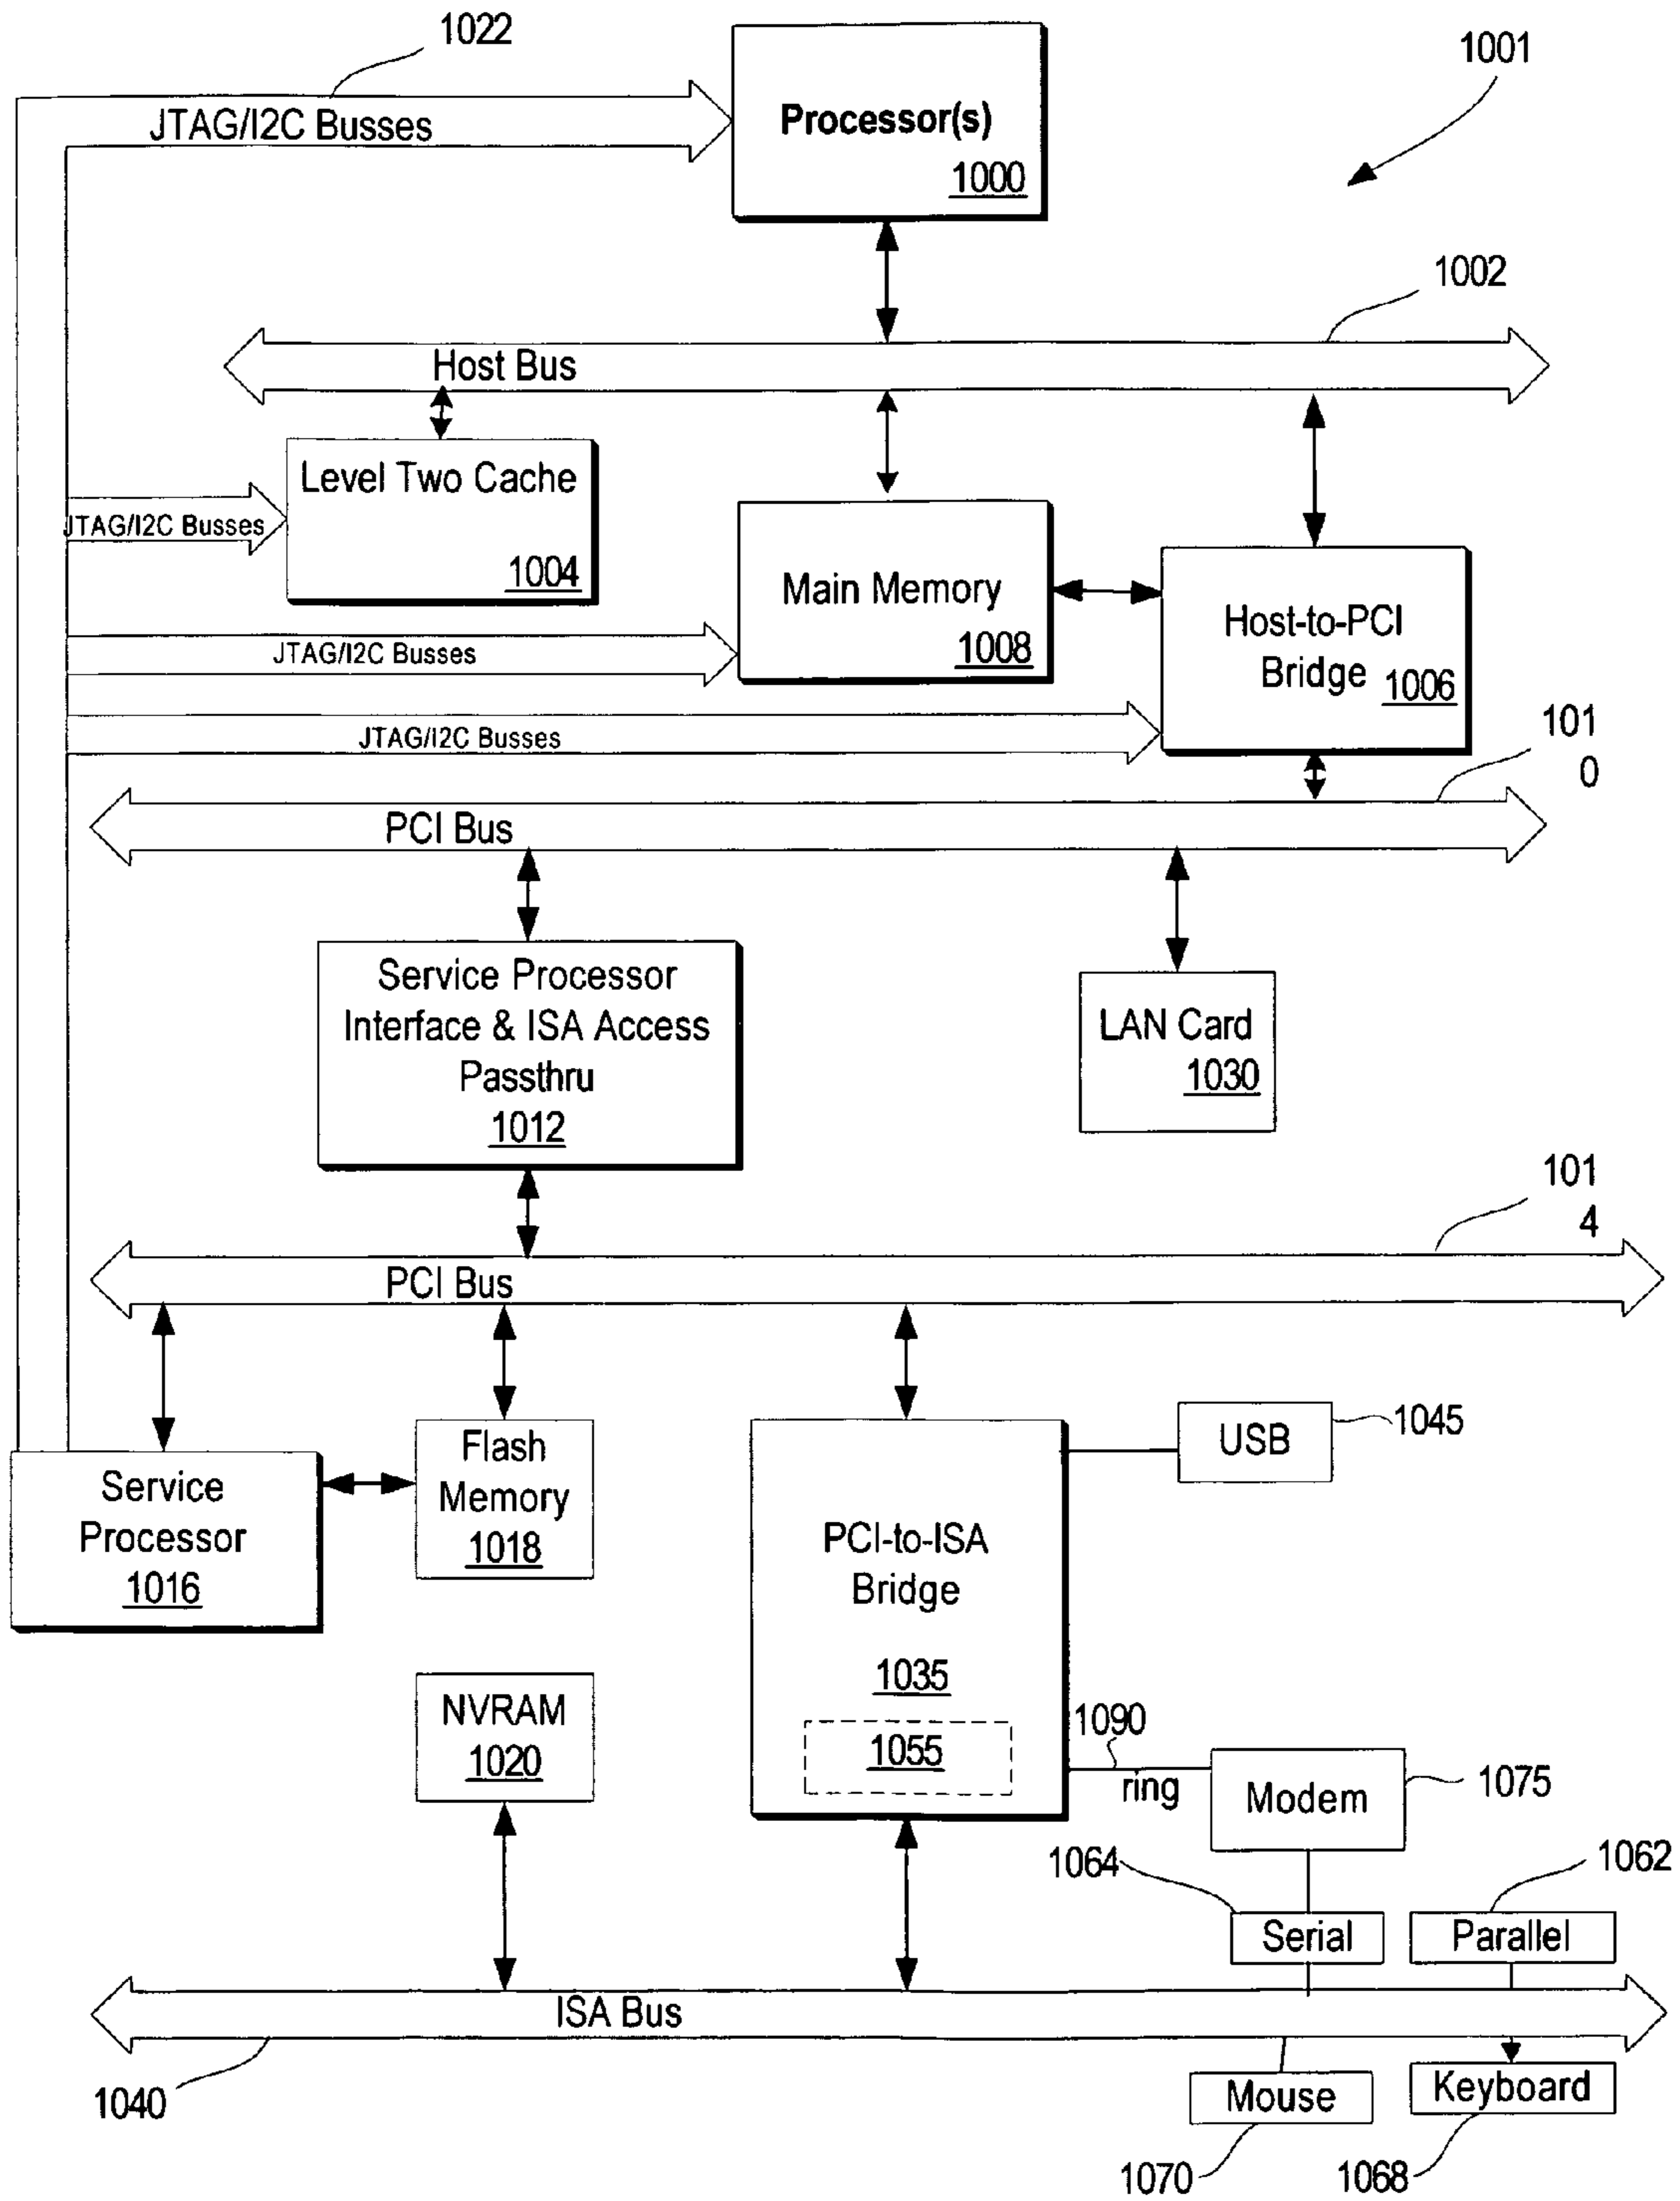 1022
1001
JTAG/I2C Busses
Processor(s)
1000
1002
Host Bus
Level Two Cache
1004
JTAG/I2C Busses
Main Memory
1008
Host-to-PCI
Bridge
1006
JTAG/I2C Busses
JTAG/I2C Busses
101
0
PCI Bus
Service Processor
Interface & ISA Access
Passthru
1012
LAN Card
1030
101
4
PCI Bus
Service
Processor
1016
Flash
Memory
1018
PCI-to-ISA
Bridge
1035
1055
USB
1045
NVRAM
1020
1090
ring
Modem
1075
1064
1062
Serial
Parallel
ISA Bus
1040
Mouse
Keyboard
1070
1068